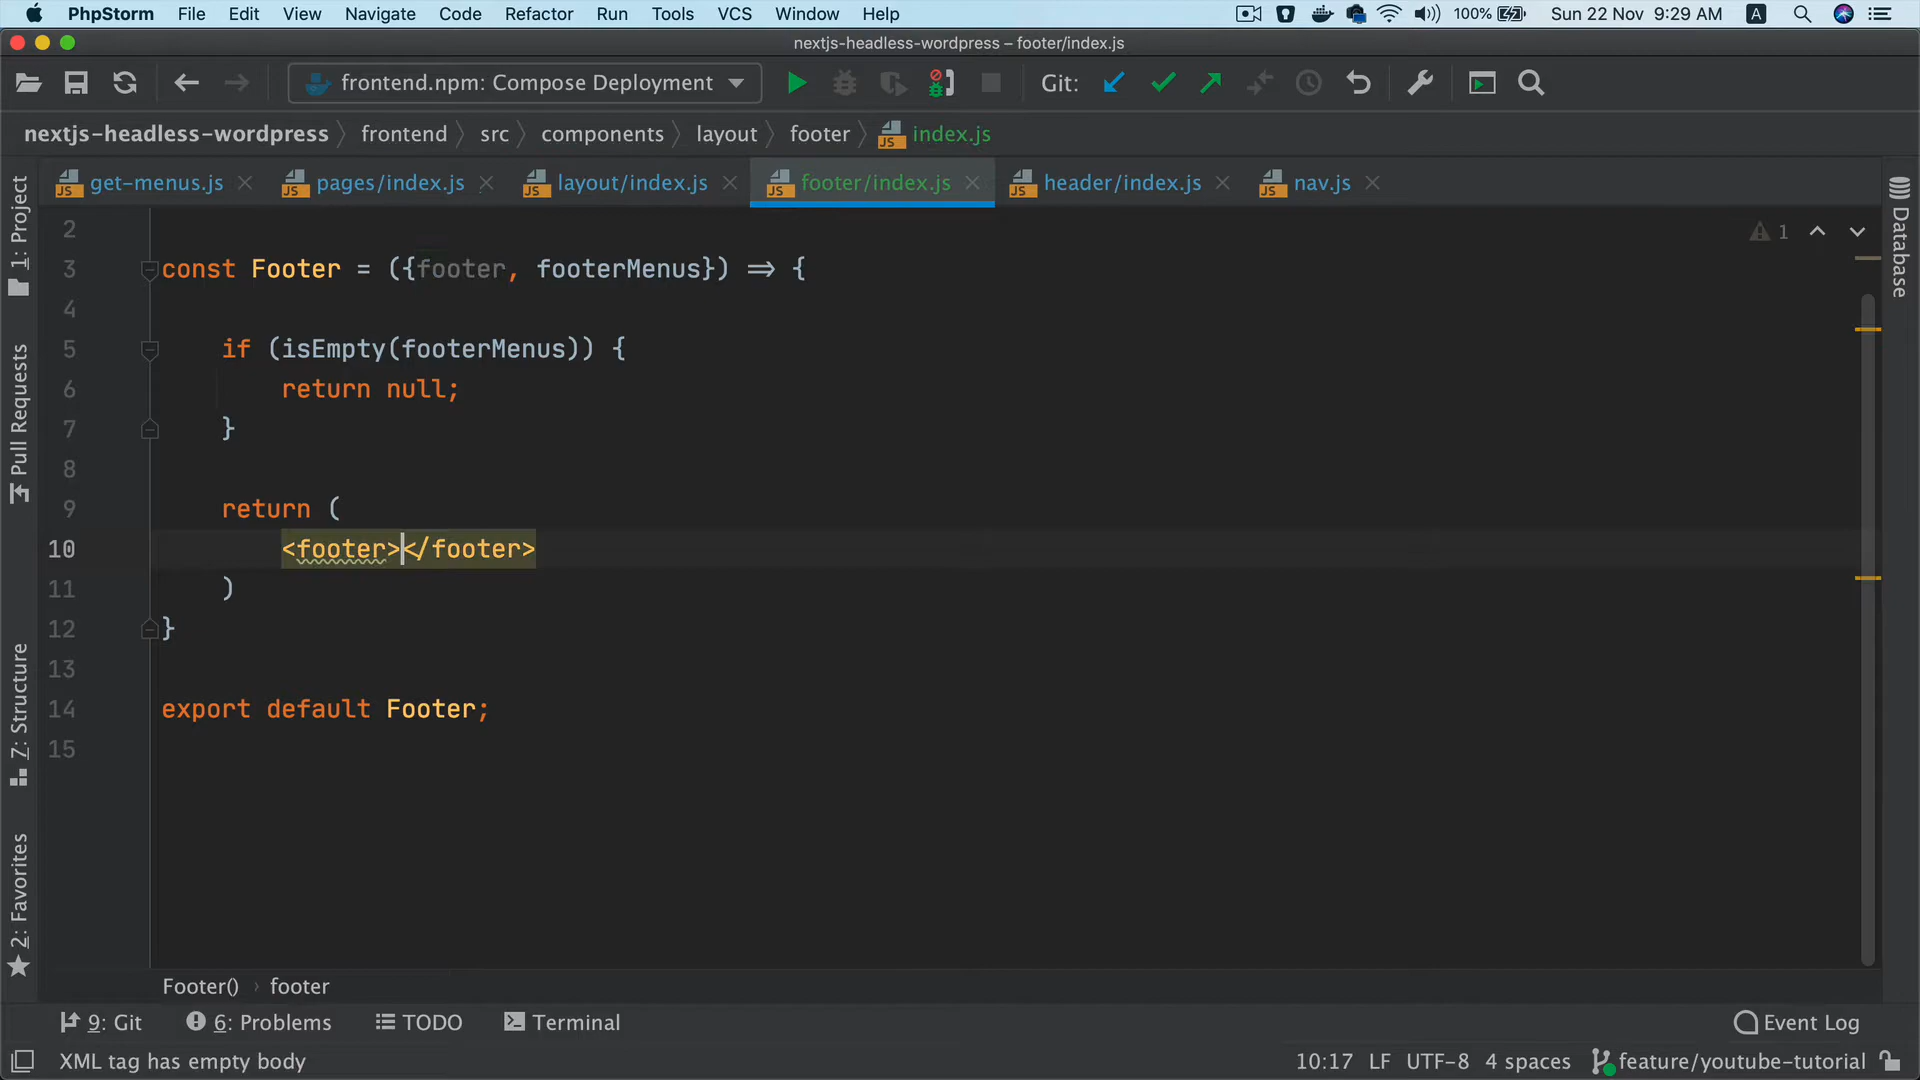 PhpStorm File Edit View Navigate Code Refactor Run Tools VCS Window Help 100% Sun 22 Nov 9:29 AM A
nextjs-headless-wordpress – footer/index.js
frontend.npm: Compose Deployment Git:
nextjs-headless-wordpress frontend src components layout footer index.js
get-menus.js pages/index.js layout/index.js footer/index.js header/index.js nav.js
1: Project
Pull Requests
Z: Structure
2: Favorites
Database
1
2
3 const Footer = ({footer, footerMenus}) => {
4
5 if (isEmpty(footerMenus)) {
6 return null;
7 }
8
9 return (
10 <footer></footer>
11 )
12 }
13
14 export default Footer;
15
Footer() › footer
9: Git 6: Problems TODO Terminal Event Log
XML tag has empty body 10:17 LF UTF-8 4 spaces feature/youtube-tutorial